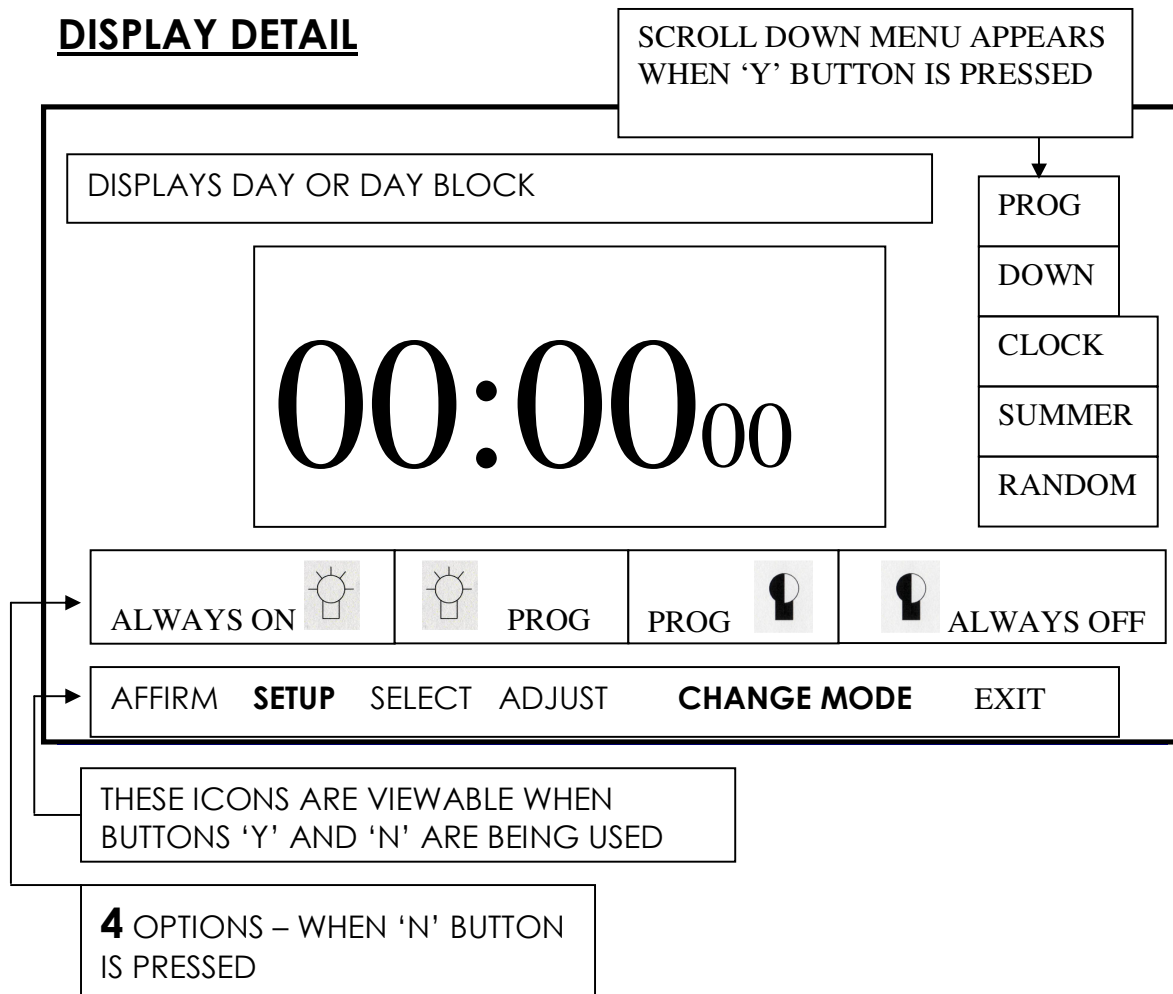 DISPLAY DETAIL
SCROLL DOWN MENU APPEARS
WHEN ‘Y’ BUTTON IS PRESSED
DISPLAYS DAY OR DAY BLOCK
PROG
DOWN
CLOCK
SUMMER
RANDOM
00:0000
ALWAYS ON PROG PROG ALWAYS OFF
AFFIRM SETUP SELECT ADJUST CHANGE MODE EXIT
THESE ICONS ARE VIEWABLE WHEN
BUTTONS ‘Y’ AND ‘N’ ARE BEING USED
4 OPTIONS – WHEN ‘N’ BUTTON
IS PRESSED